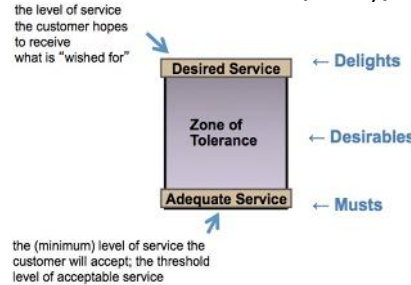 the level of service
the customer hopes
to receive
what is “wished for”
Desired Service
← Delights
Zone of
Tolerance
← Desirables
Adequate Service
← Musts
the (minimum) level of service the
customer will accept; the threshold
level of acceptable service